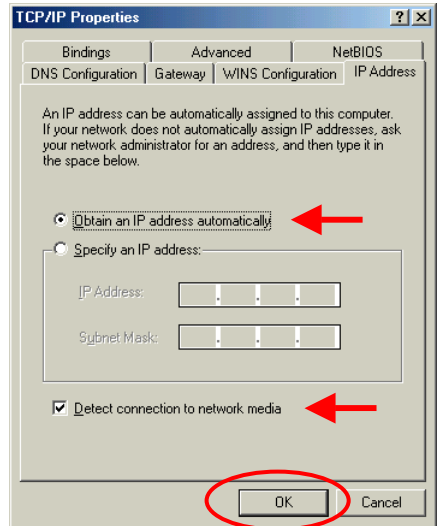 TCP/IP Properties
Bindings Advanced NetBIOS
DNS Configuration Gateway WINS Configuration IP Address
An IP address can be automatically assigned to this computer.
If your network does not automatically assign IP addresses, ask
your network administrator for an address, and then type it in
the space below.
Obtain an IP address automatically
Specify an IP address:
IP Address:
Subnet Mask:
Detect connection to network media
OK Cancel